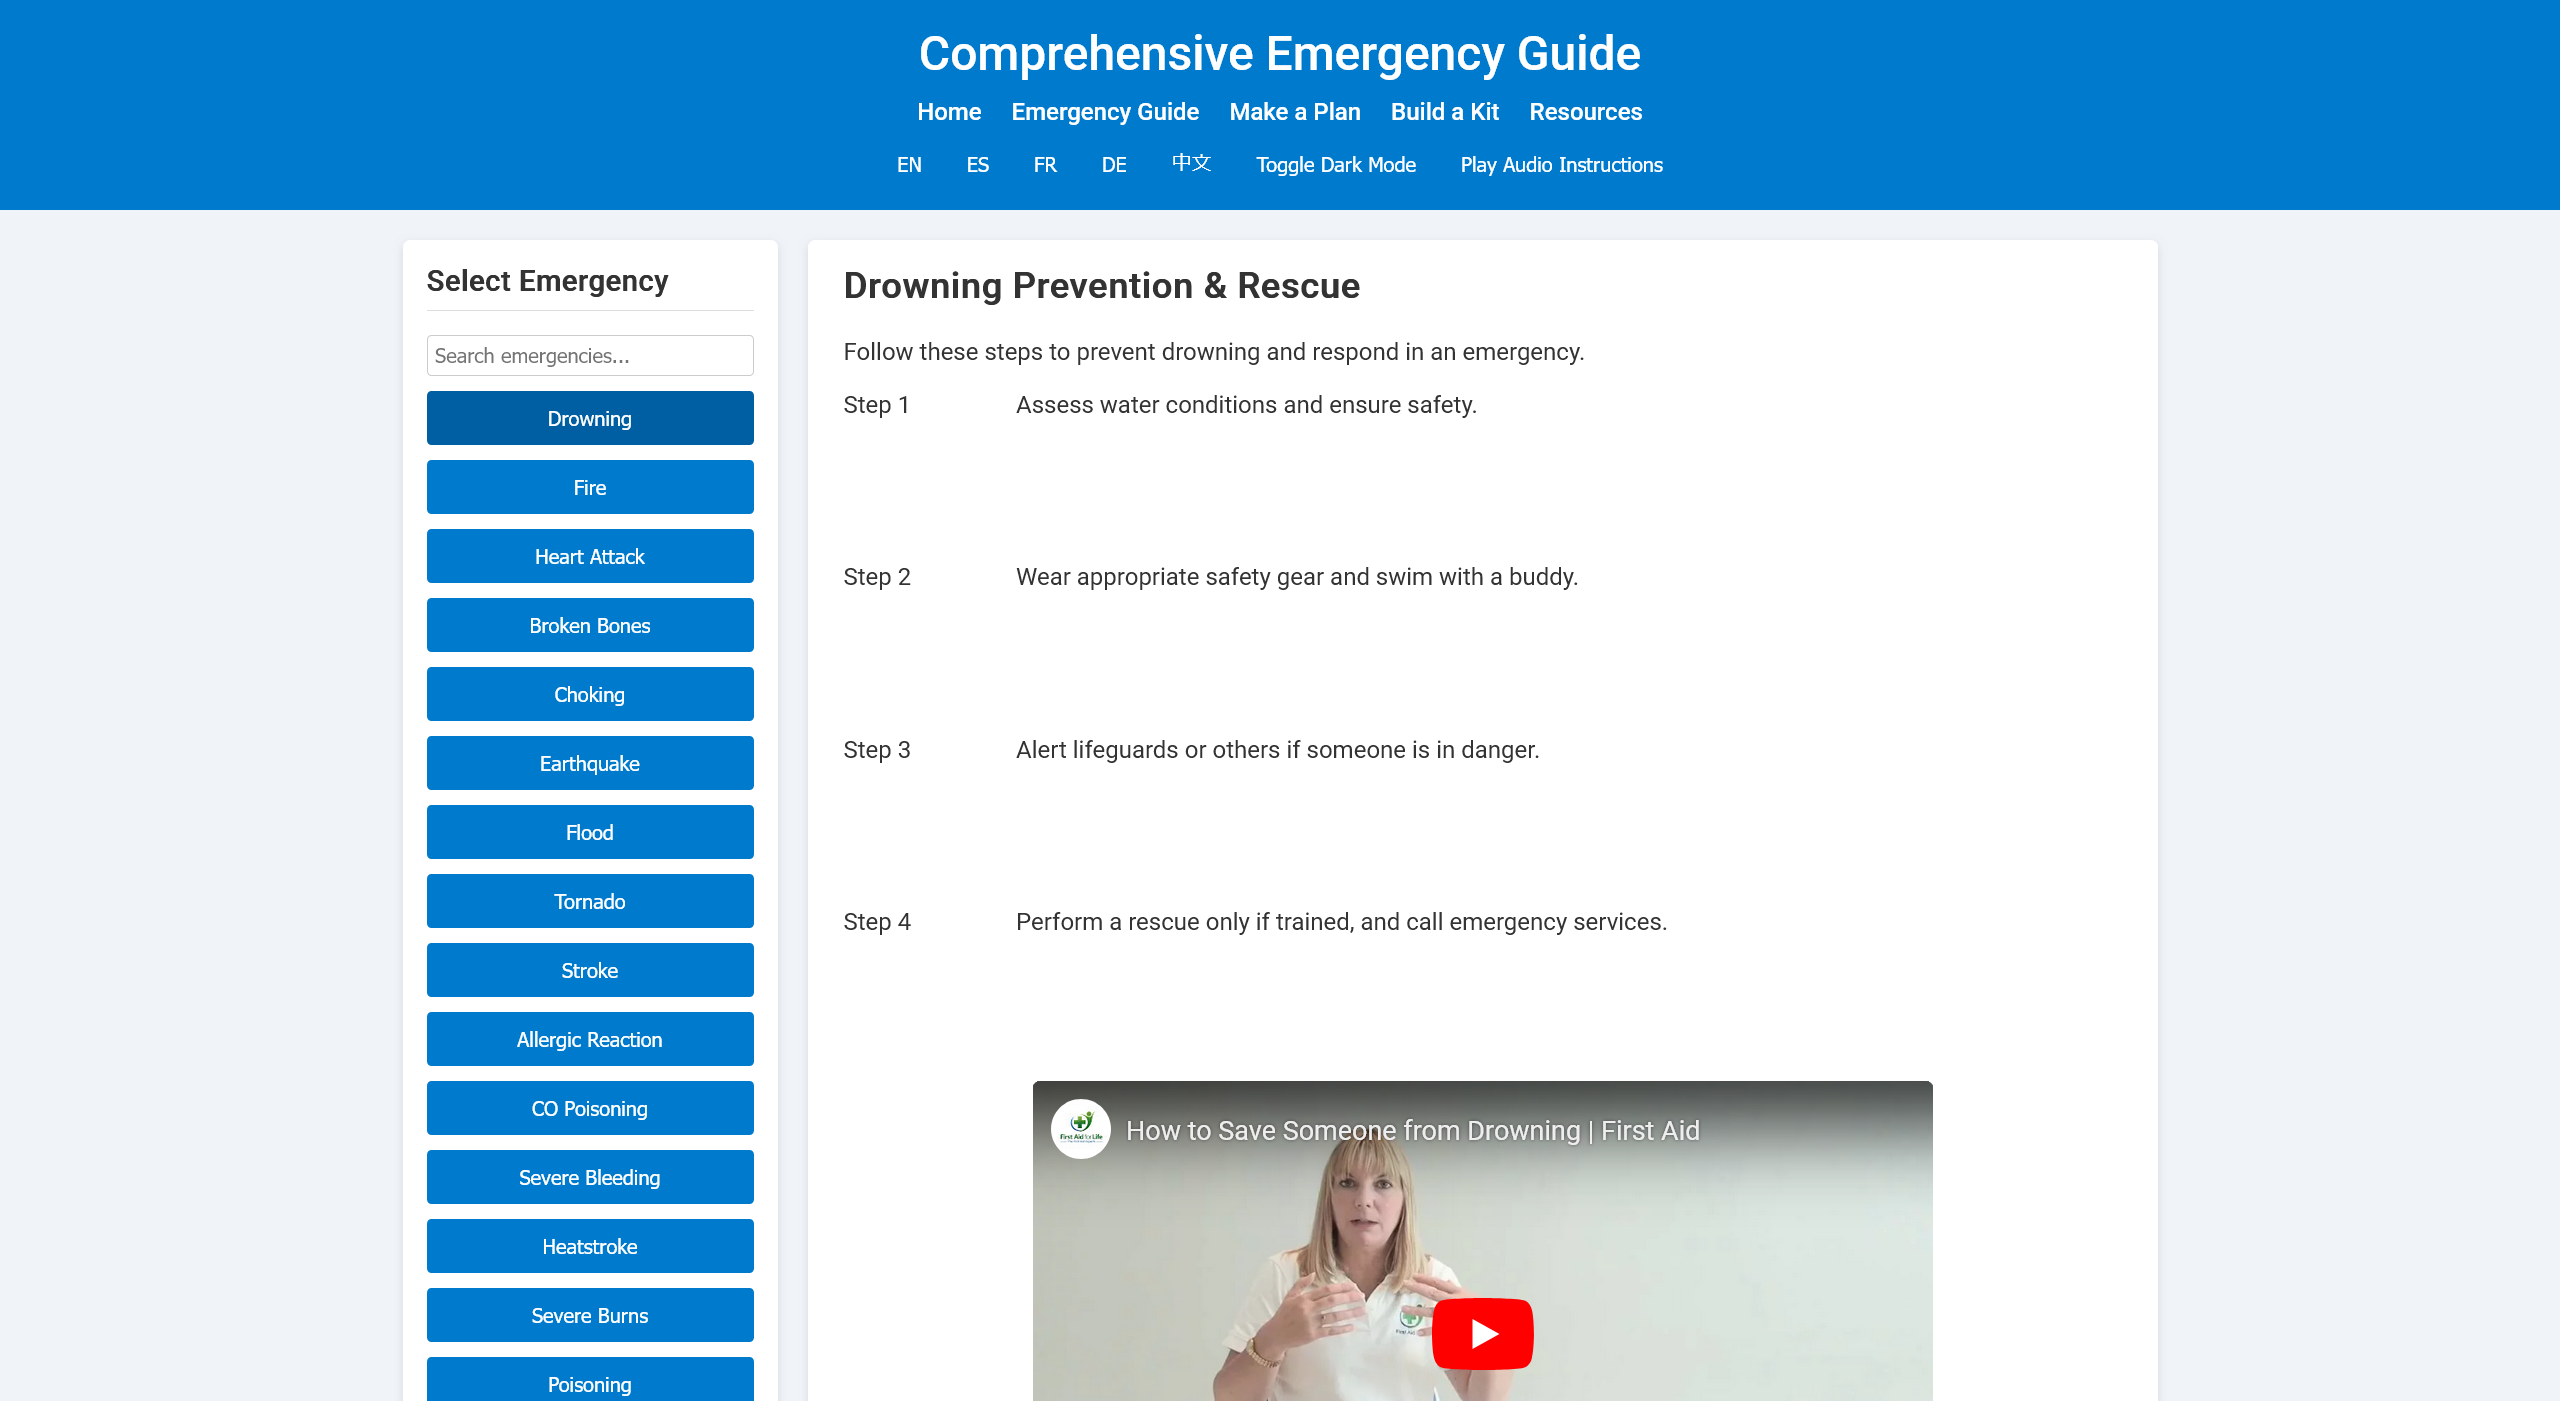 Comprehensive Emergency Guide
Home Emergency Guide Make a Plan Build a Kit Resources
EN ES FR DE 中文 Toggle Dark Mode Play Audio Instructions
Select Emergency
Search emergencies...
Drowning
Fire
Heart Attack
Broken Bones
Choking
Earthquake
Flood
Tornado
Stroke
Allergic Reaction
CO Poisoning
Severe Bleeding
Heatstroke
Severe Burns
Poisoning
Drowning Prevention & Rescue
Follow these steps to prevent drowning and respond in an emergency.
Step 1 Assess water conditions and ensure safety.
Step 2 Wear appropriate safety gear and swim with a buddy.
Step 3 Alert lifeguards or others if someone is in danger.
Step 4 Perform a rescue only if trained, and call emergency services.
First Aid for Life
How to Save Someone from Drowning | First Aid
First Aid